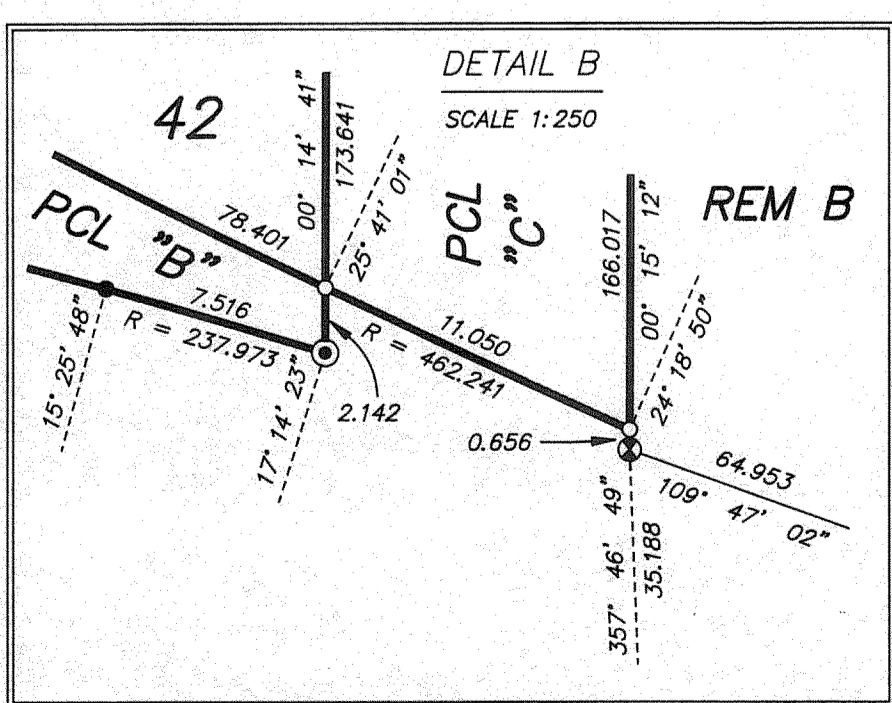 DETAIL B
SCALE 1:250
42
00° 14' 41"
173.641
25° 41' 01"
PCL "C"
166.017
00° 15' 12"
REM B
78.401
PCL "B"
7.516
R = 237.973
15° 25' 48"
17° 14' 23"
2.142
11.050
R = 462.241
24° 18' 50"
0.656
64.953
109° 47' 02"
357° 46' 49"
35.188